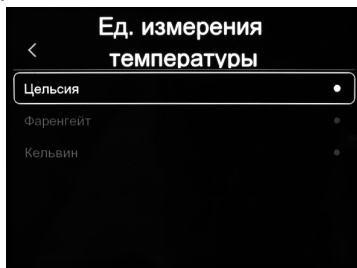 Ед. измерения
температуры
Цельсия
Фаренгейт
Кельвин